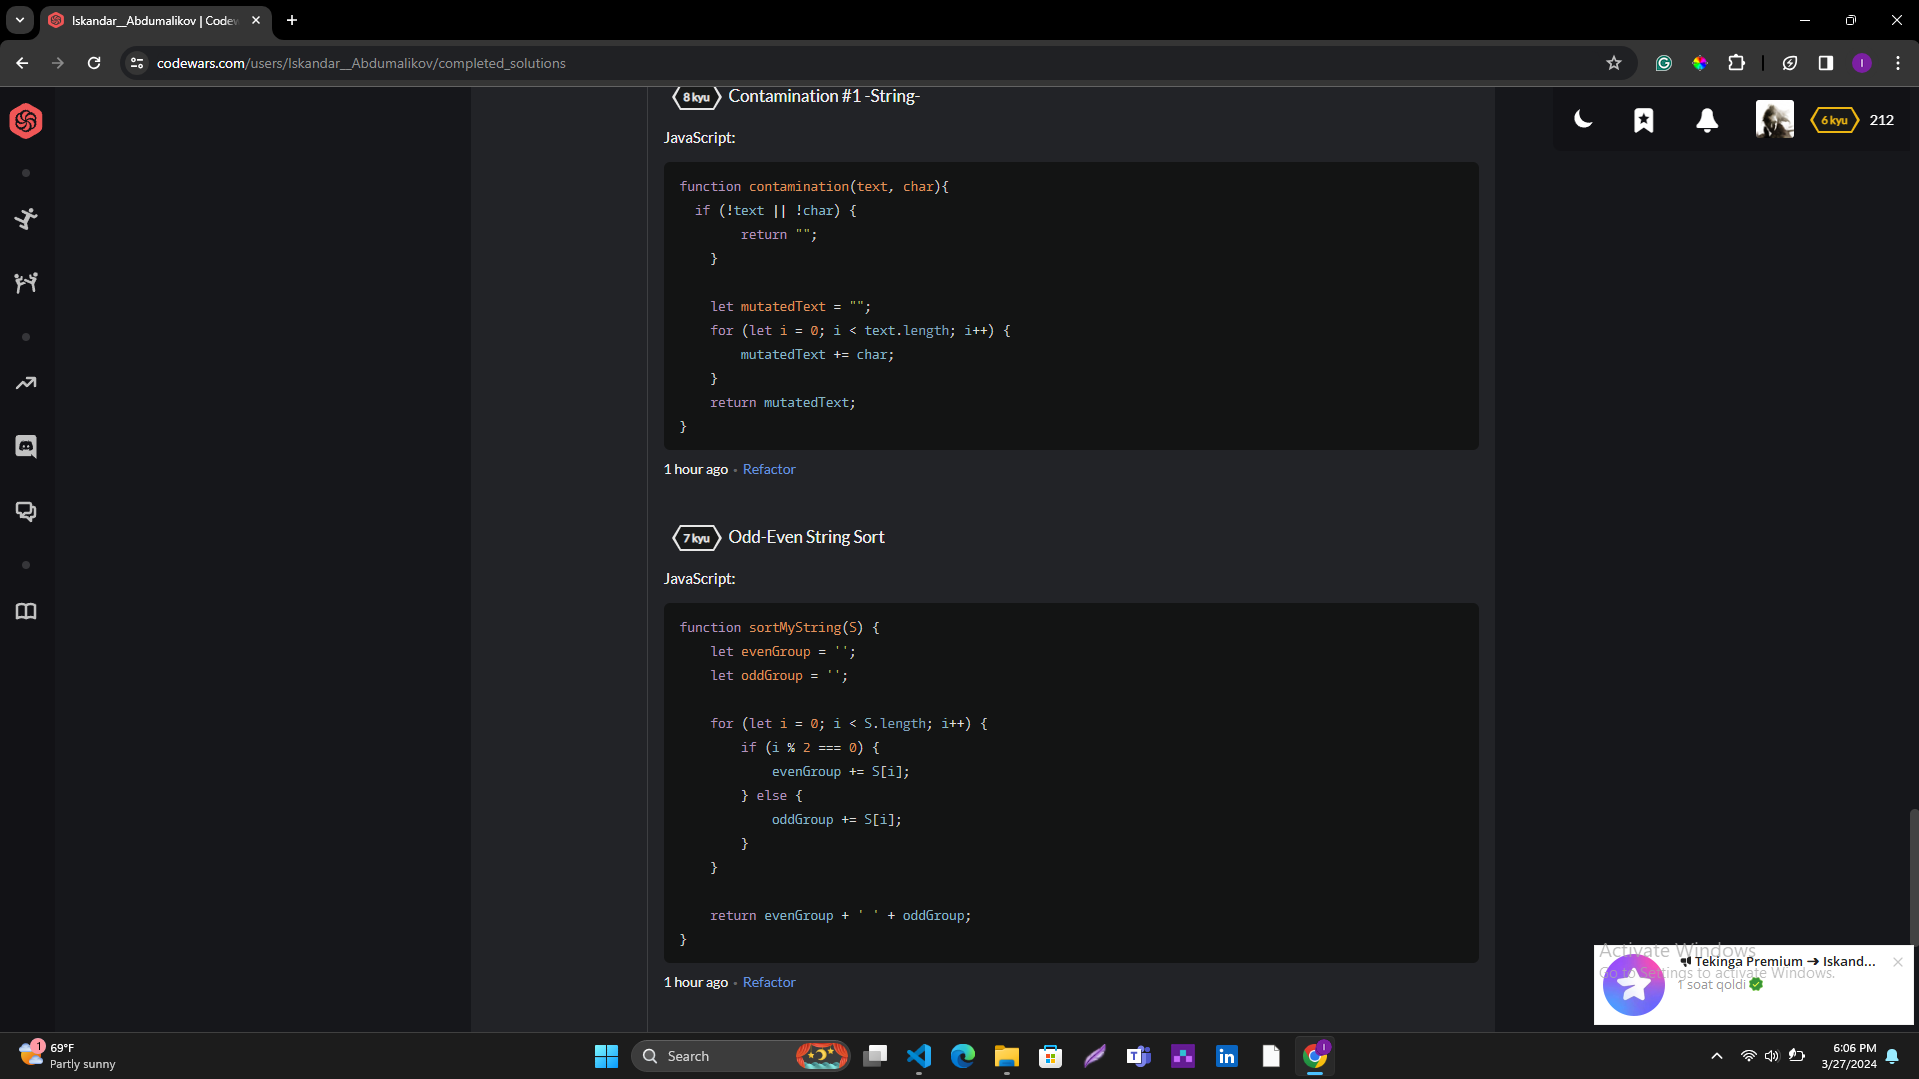 Iskandar__Abdumalikov | Codew
codewars.com/users/Iskandar__Abdumalikov/completed_solutions
8 kyu Contamination #1 -String-
6 kyu 212
JavaScript:
function contamination(text, char){
  if (!text || !char) {
        return "";
    }
    let mutatedText = "";
    for (let i = 0; i < text.length; i++) {
        mutatedText += char;
    }
    return mutatedText;
}
1 hour ago • Refactor
7 kyu Odd-Even String Sort
JavaScript:
function sortMyString(S) {
    let evenGroup = '';
    let oddGroup = '';
    for (let i = 0; i < S.length; i++) {
        if (i % 2 === 0) {
            evenGroup += S[i];
        } else {
            oddGroup += S[i];
        }
    }
    return evenGroup + ' ' + oddGroup;
}
1 hour ago • Refactor
Activate Windows
Go to Settings to activate Windows.
Tekinga Premium ➔ Iskand...
1 soat qoldi
1
69°F
Partly sunny
Search
6:06 PM
3/27/2024